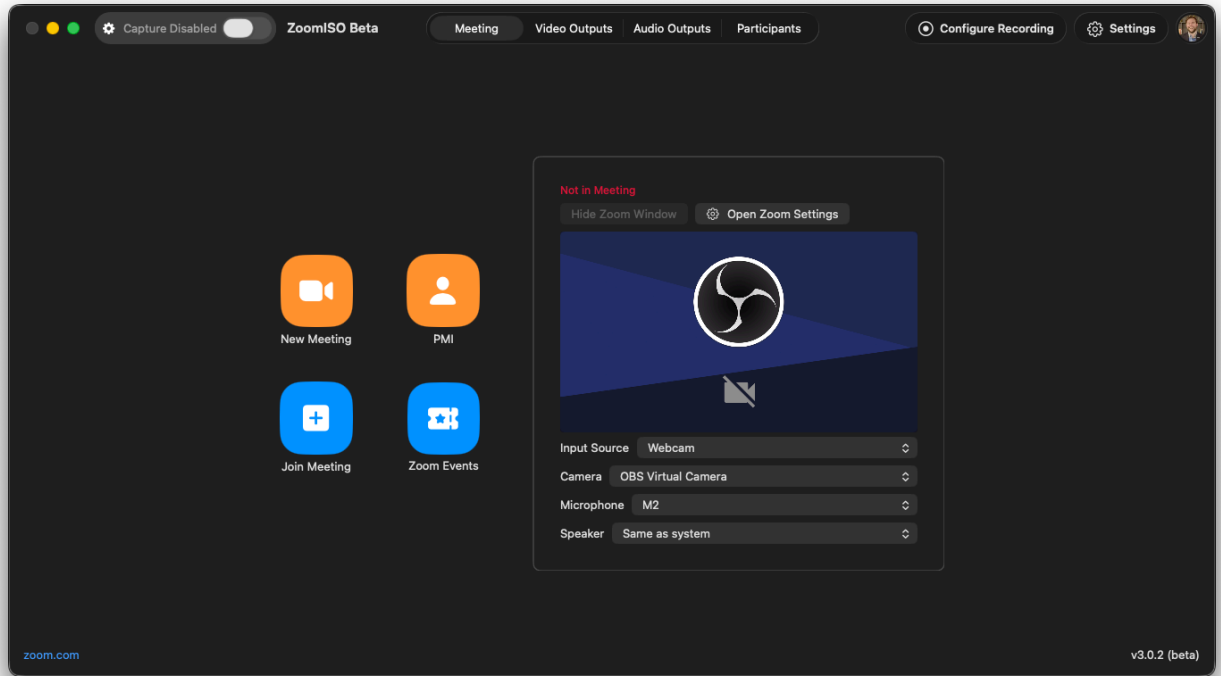 Capture Disabled
ZoomISO Beta
Meeting
Video Outputs
Audio Outputs
Participants
Configure Recording
Settings
Not in Meeting
Hide Zoom Window
Open Zoom Settings
New Meeting
PMI
Join Meeting
Zoom Events
Input Source Webcam
Camera OBS Virtual Camera
Microphone M2
Speaker Same as system
zoom.com
v3.0.2 (beta)